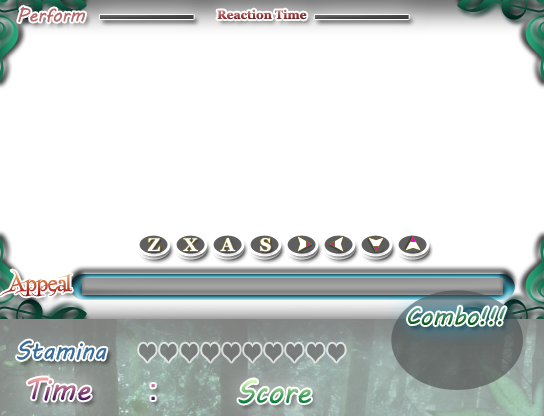 Perform Reaction Time
Z X A S
Appeal
Combo!!!
Stamina
Time : Score